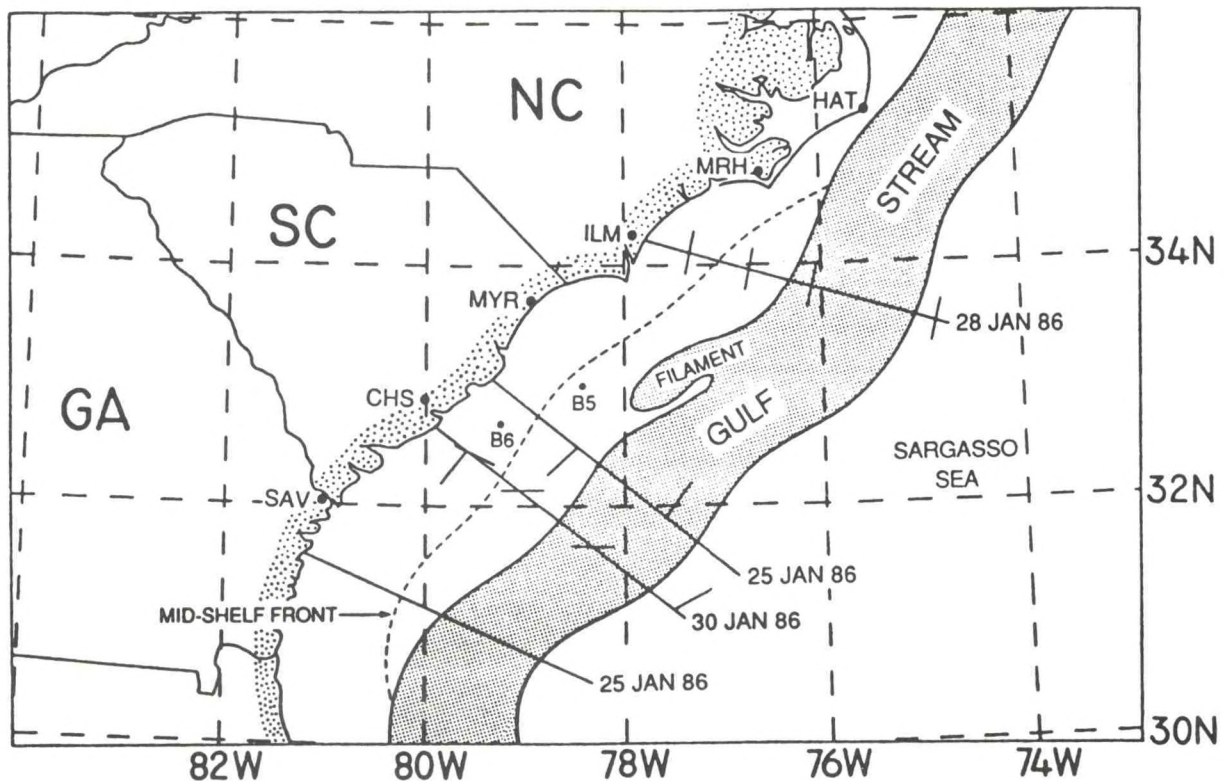 NC
HAT
MRH
STREAM
SC
ILM
34N
MYR
28 JAN 86
FILAMENT
CHS
B5
GA
GULF
B6
SARGASSO
SEA
SAV
32N
25 JAN 86
MID-SHELF FRONT
30 JAN 86
25 JAN 86
30N
82W
80W
78W
76W
74W